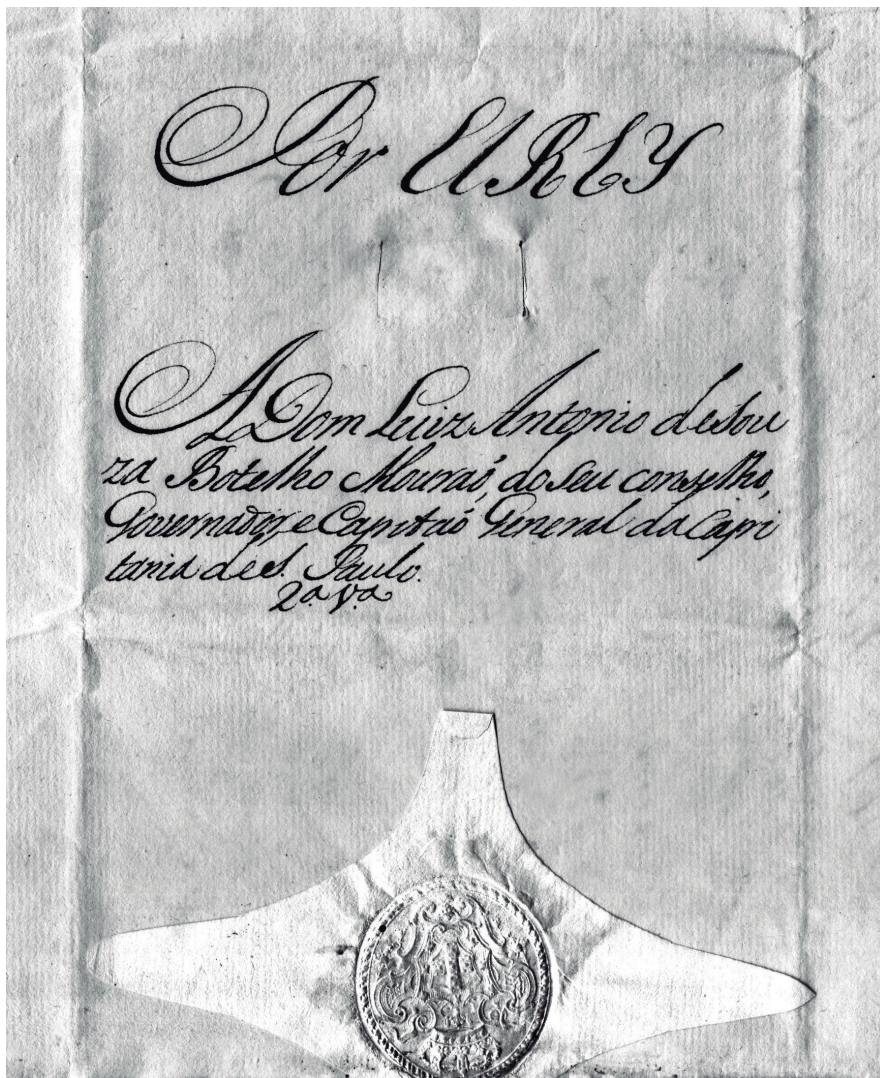 Por ElREY
A Dom Luiz Antonio de Sou
za Botelho Mouraõ, do seu conselho,
Governador, e Capitaõ General da Capi
tania de S. Paulo.
2.ª v.ª